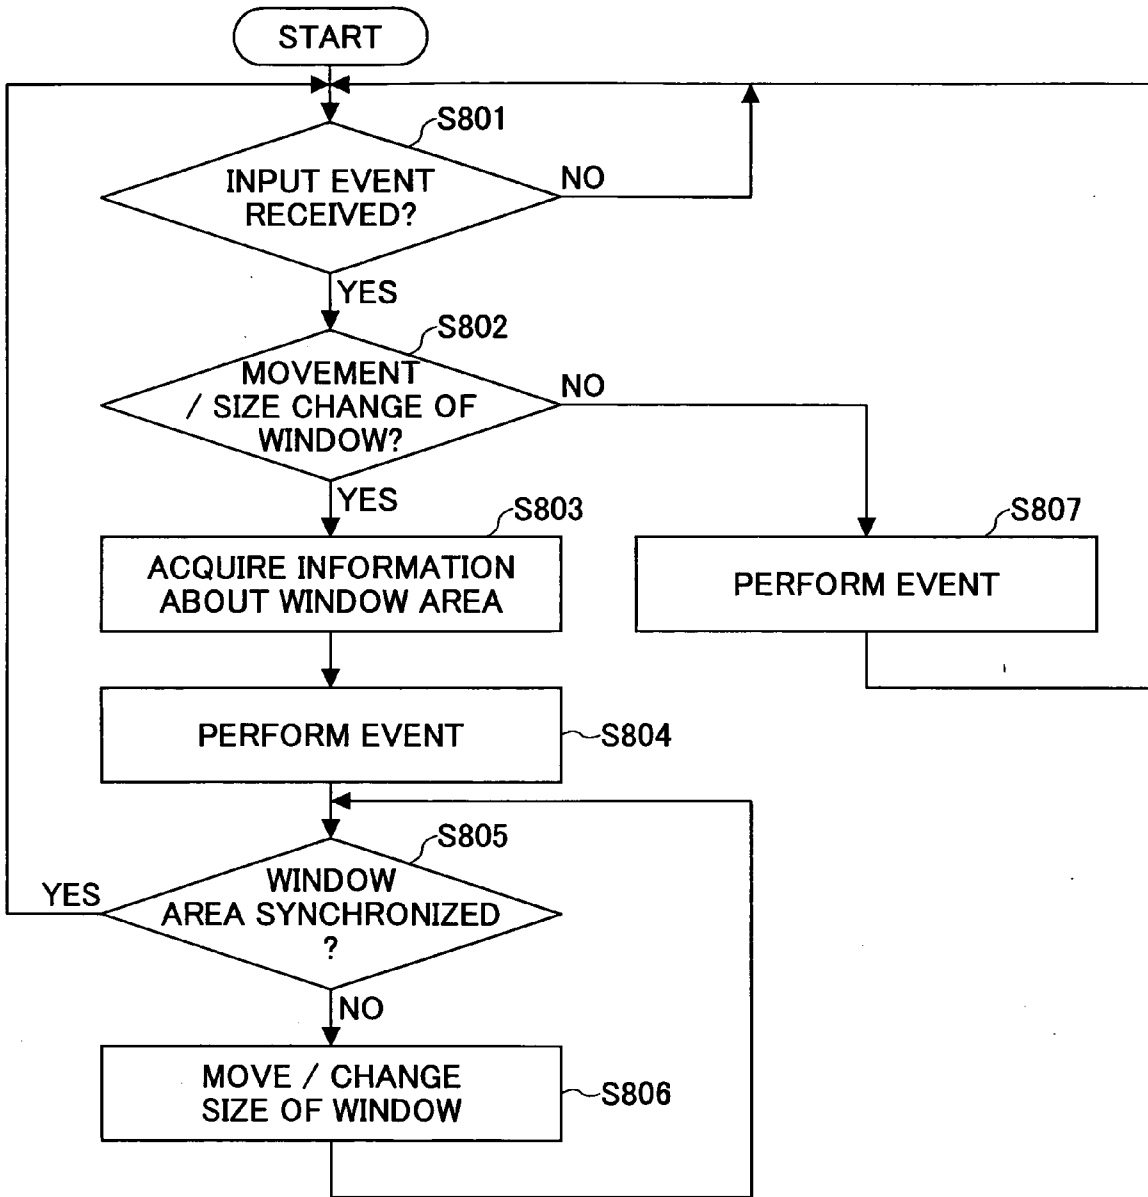 START
S801
INPUT EVENT
RECEIVED?
NO
YES
S802
MOVEMENT
/ SIZE CHANGE OF
WINDOW?
NO
YES
S803
ACQUIRE INFORMATION
ABOUT WINDOW AREA
S807
PERFORM EVENT
PERFORM EVENT
S804
S805
WINDOW
AREA SYNCHRONIZED
?
YES
NO
MOVE / CHANGE
SIZE OF WINDOW
S806